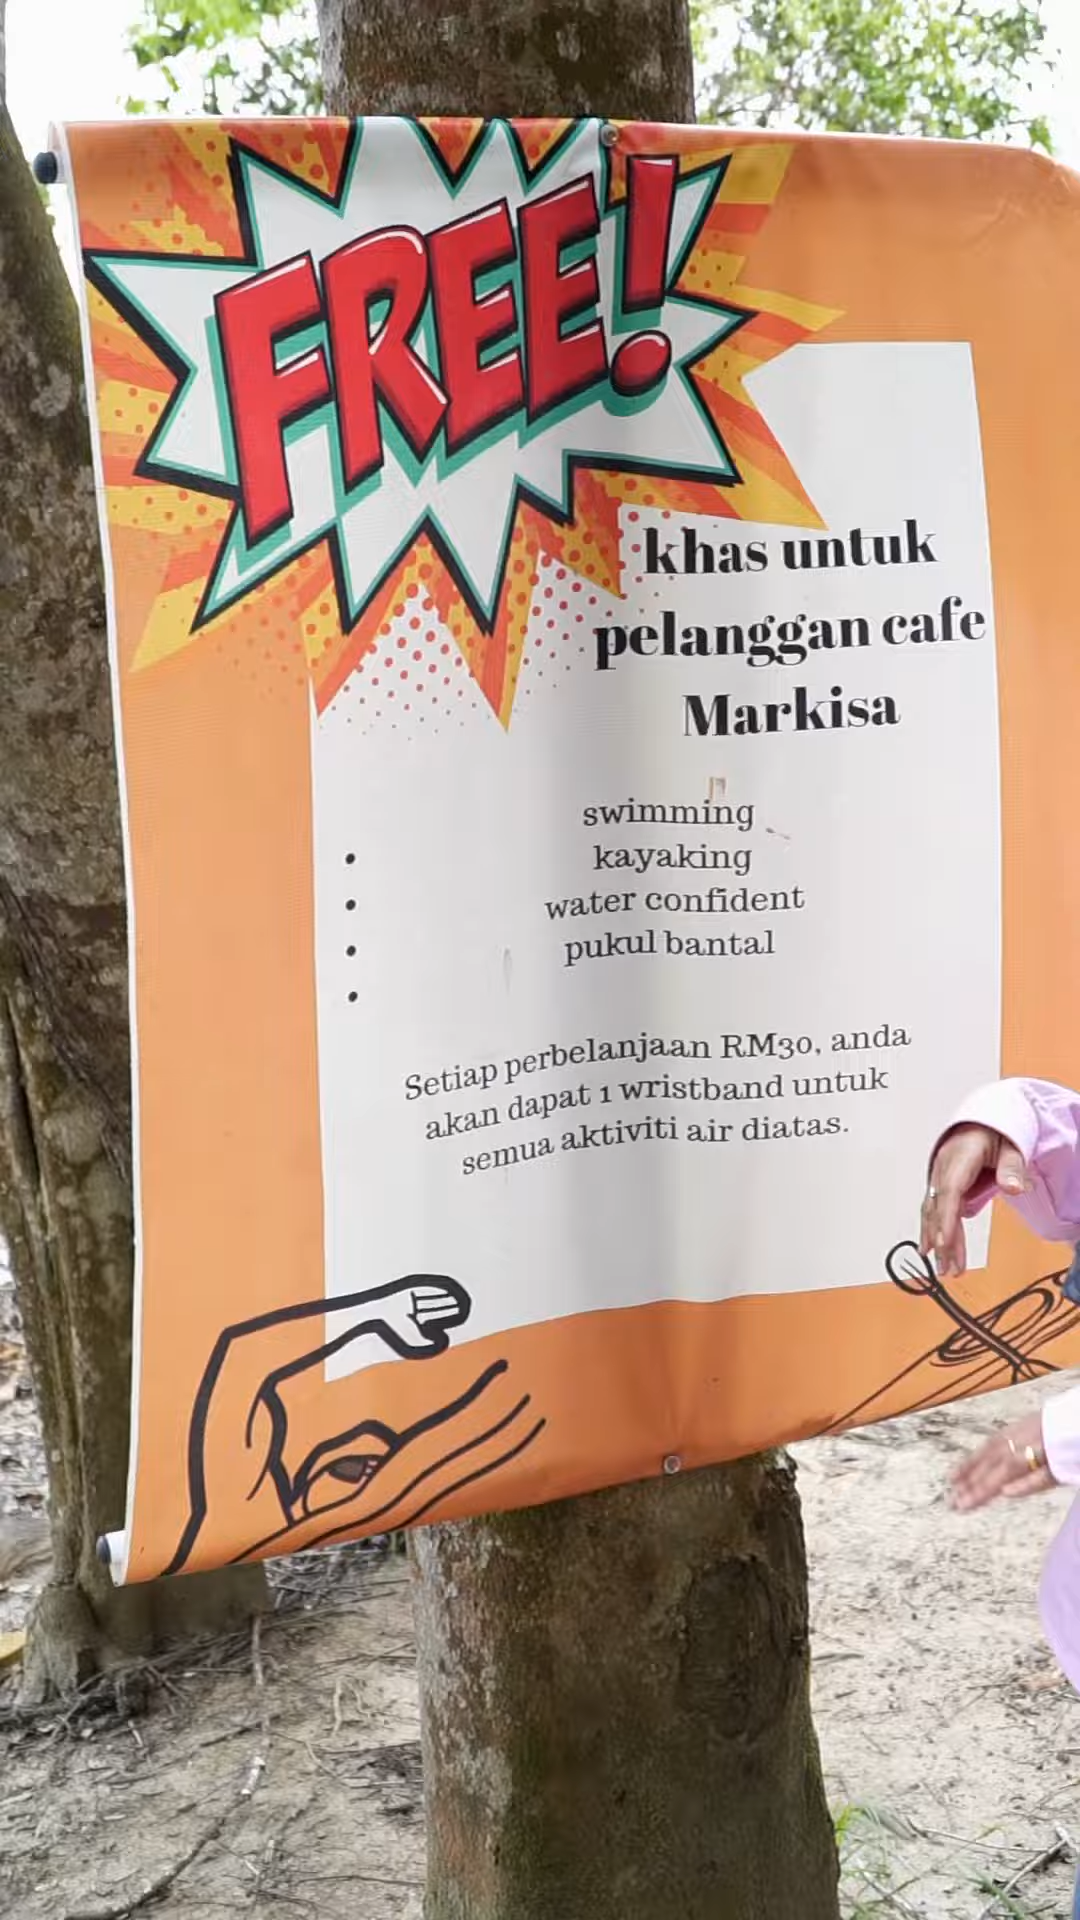 FREE!
khas untuk
pelanggan cafe
Markisa
swimming
• kayaking
• water confident
• pukul bantal
•
Setiap perbelanjaan RM30, anda
akan dapat 1 wristband untuk
semua aktiviti air diatas.